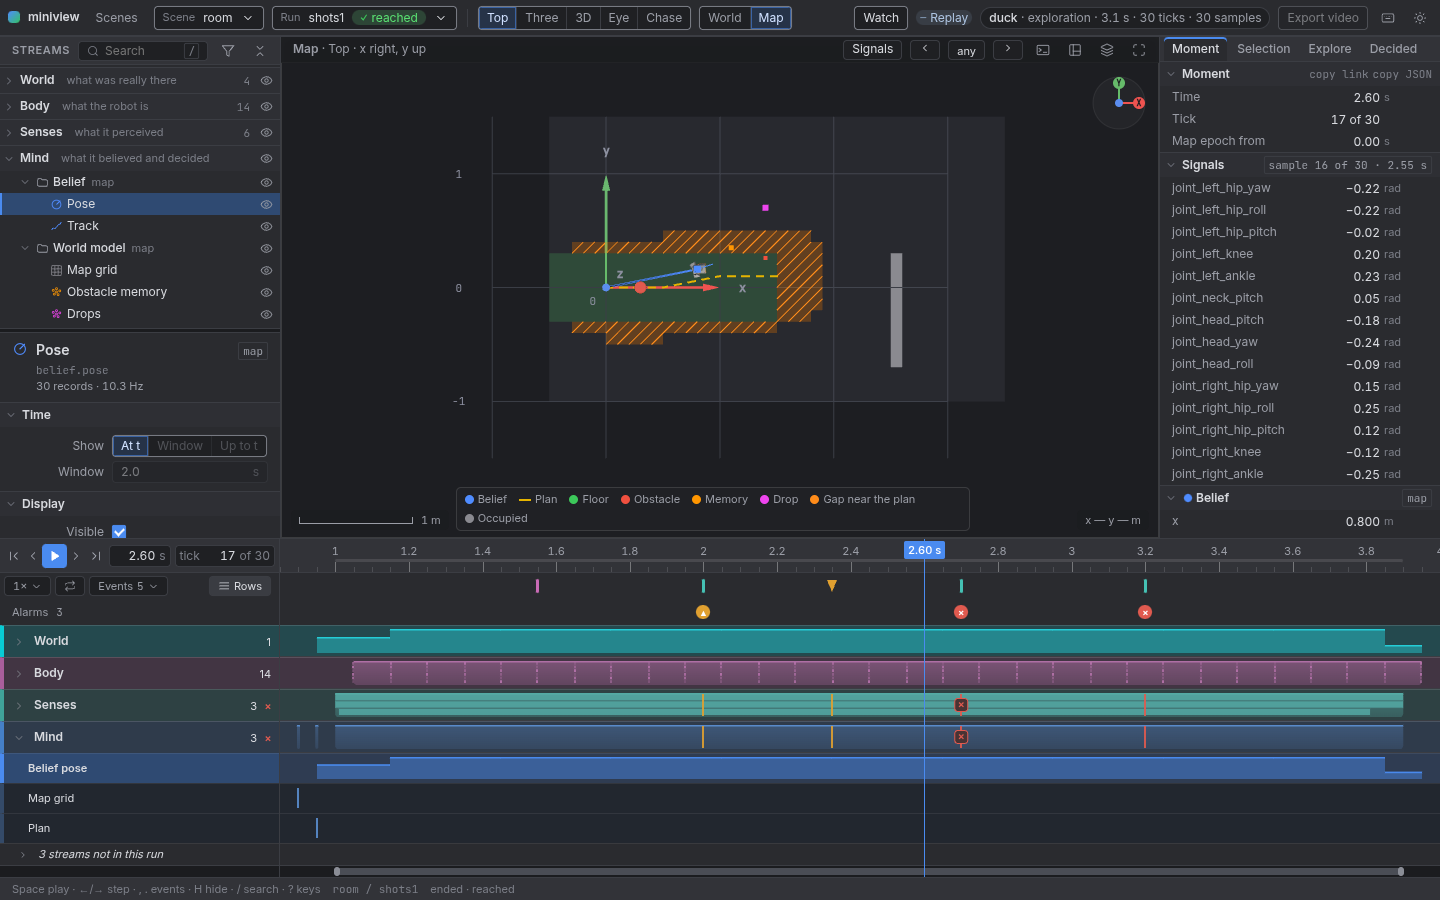 miniview Scenes Scene room Run shots1 reached Top Three 3D Eye Chase World Map Watch Replay duck · exploration · 3.1 s · 30 ticks · 30 samples Export video
STREAMS Search / Map · Top · x right, y up Signals any Moment Selection Explore Decided
World what was really there 4
Body what the robot is 14
Senses what it perceived 6
Mind what it believed and decided
Belief map
Pose
Track
World model map
Map grid
Obstacle memory
Drops
Pose map
belief.pose
30 records · 10.3 Hz
Time
Show At t Window Up to t
Window 2.0 s
Display
Visible
Y
X
y
1
z
x
0
0
-1
Belief Plan Floor Obstacle Memory Drop Gap near the plan
Occupied
1 m
x — y — m
Moment copy link copy JSON
Time 2.60 s
Tick 17 of 30
Map epoch from 0.00 s
Signals sample 16 of 30 · 2.55 s
joint_left_hip_yaw −0.22 rad
joint_left_hip_roll −0.22 rad
joint_left_hip_pitch −0.02 rad
joint_left_knee 0.20 rad
joint_left_ankle 0.23 rad
joint_neck_pitch 0.05 rad
joint_head_pitch −0.18 rad
joint_head_yaw −0.24 rad
joint_head_roll −0.09 rad
joint_right_hip_yaw 0.15 rad
joint_right_hip_roll 0.25 rad
joint_right_hip_pitch 0.12 rad
joint_right_knee −0.12 rad
joint_right_ankle −0.25 rad
Belief map
x 0.800 m
2.60 s tick 17 of 30 1 1.2 1.4 1.6 1.8 2 2.2 2.4 2.60 s 2.8 3 3.2 3.4 3.6 3.8
1× Events 5 Rows
Alarms 3
World 1
Body 14
Senses 3 ×
Mind 3 ×
Belief pose
Map grid
Plan
3 streams not in this run
Space play · ←/→ step · , . events · H hide · / search · ? keys room / shots1 ended · reached